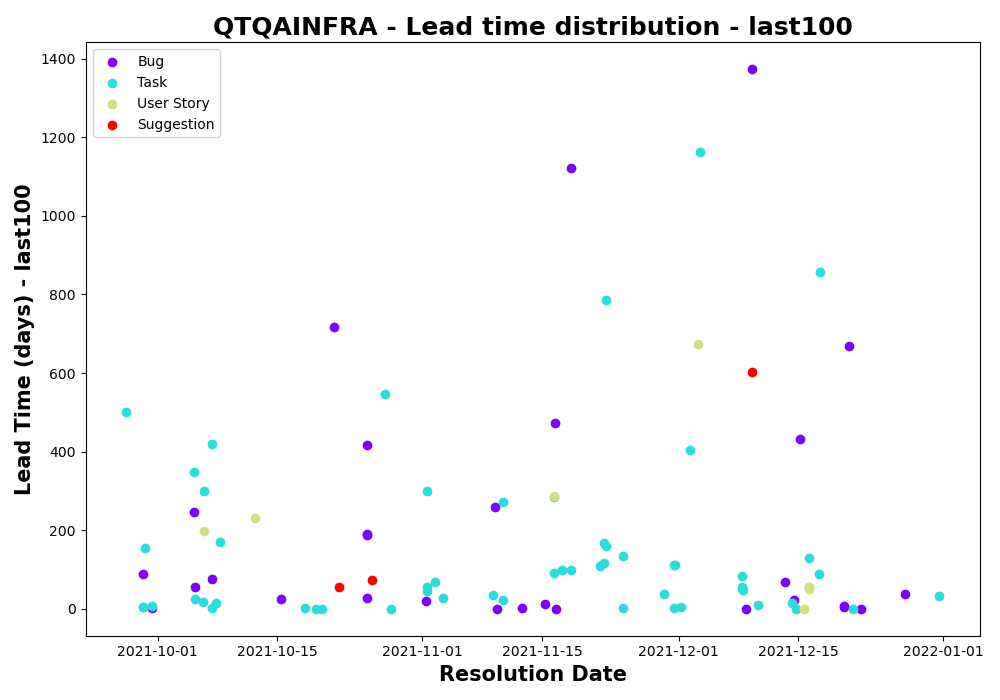 QTQAINFRA - Lead time distribution - last100
Bug
Task
User Story
Suggestion
Lead Time (days) - last100
1400
1200
1000
800
600
400
200
0
2021-10-01 2021-10-15 2021-11-01 2021-11-15 2021-12-01 2021-12-15 2022-01-01
Resolution Date